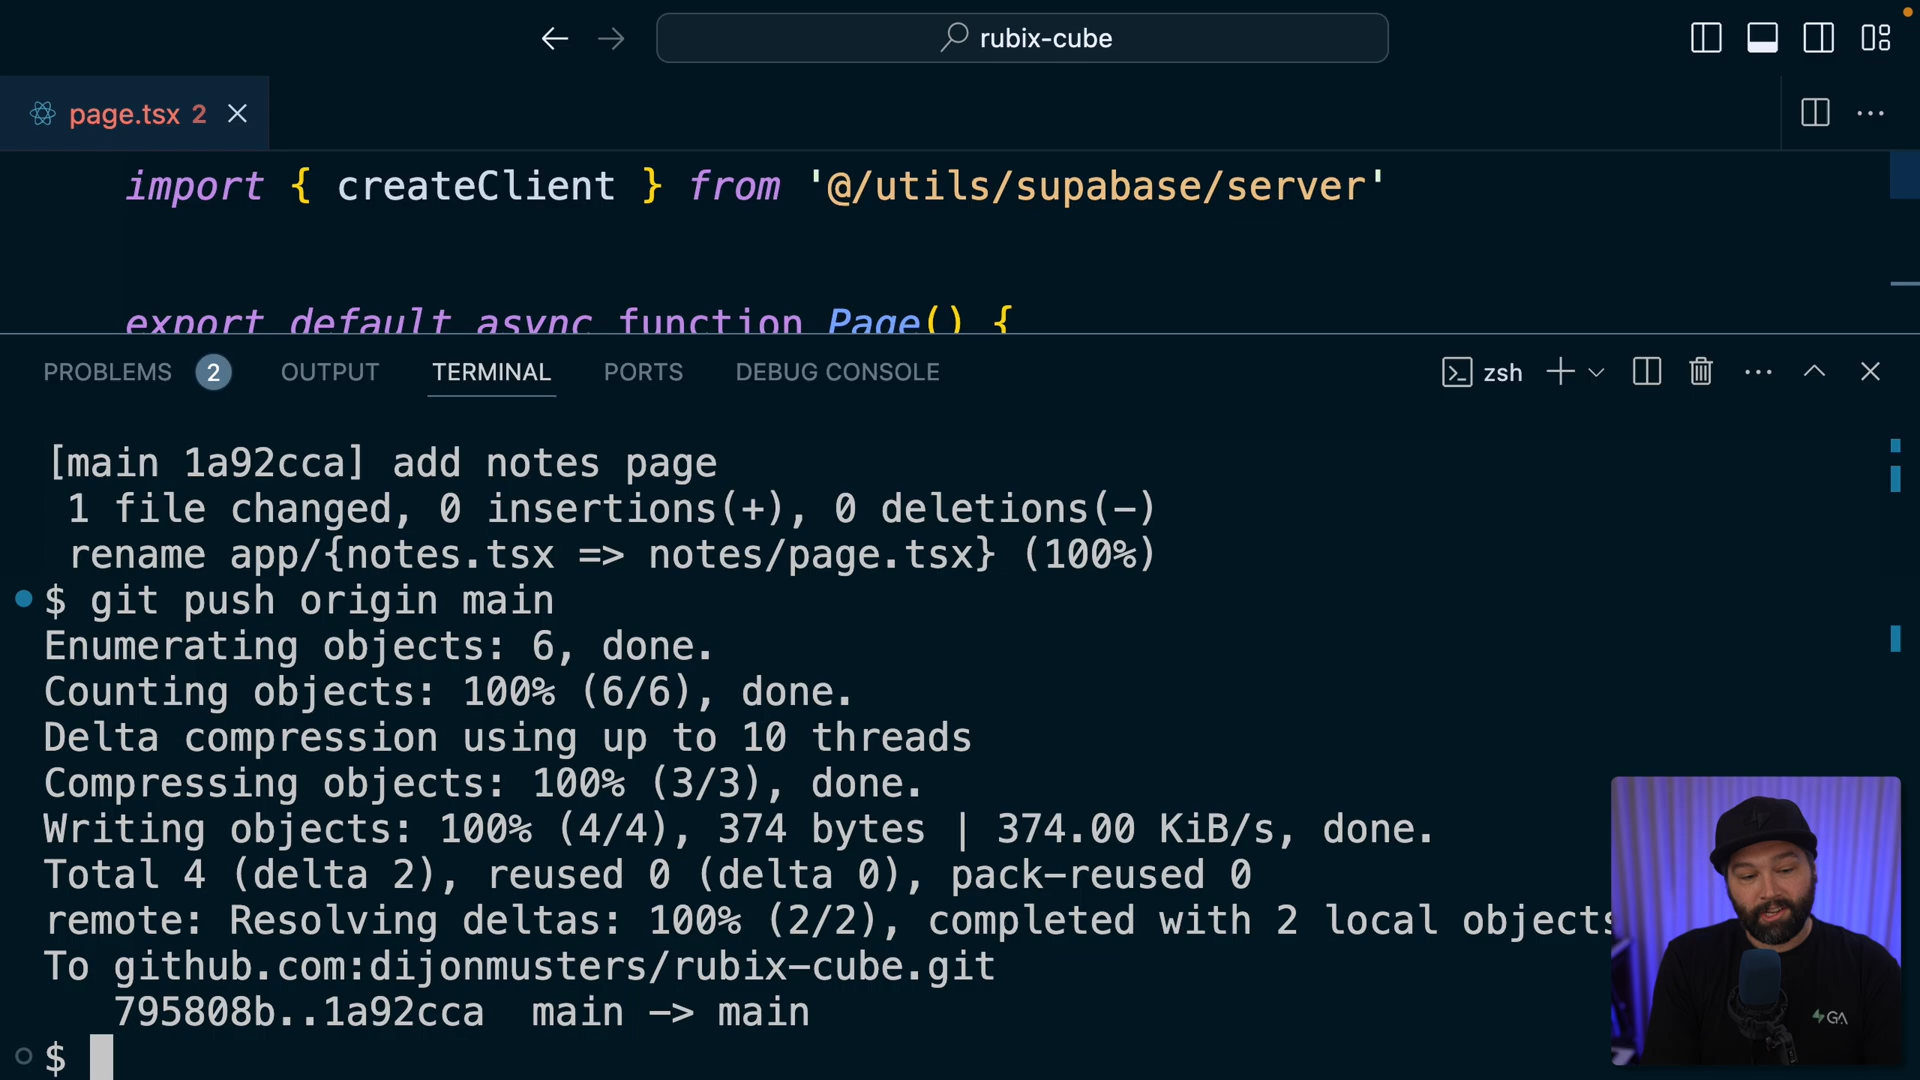 rubix-cube
page.tsx 2
import { createClient } from '@/utils/supabase/server'
export default async function Page() {
PROBLEMS 2 OUTPUT TERMINAL PORTS DEBUG CONSOLE zsh
[main 1a92cca] add notes page
1 file changed, 0 insertions(+), 0 deletions(-)
rename app/{notes.tsx => notes/page.tsx} (100%)
$ git push origin main
Enumerating objects: 6, done.
Counting objects: 100% (6/6), done.
Delta compression using up to 10 threads
Compressing objects: 100% (3/3), done.
Writing objects: 100% (4/4), 374 bytes | 374.00 KiB/s, done.
Total 4 (delta 2), reused 0 (delta 0), pack-reused 0
remote: Resolving deltas: 100% (2/2), completed with 2 local objects
To github.com:dijonmusters/rubix-cube.git
795808b..1a92cca main -> main
$
GA